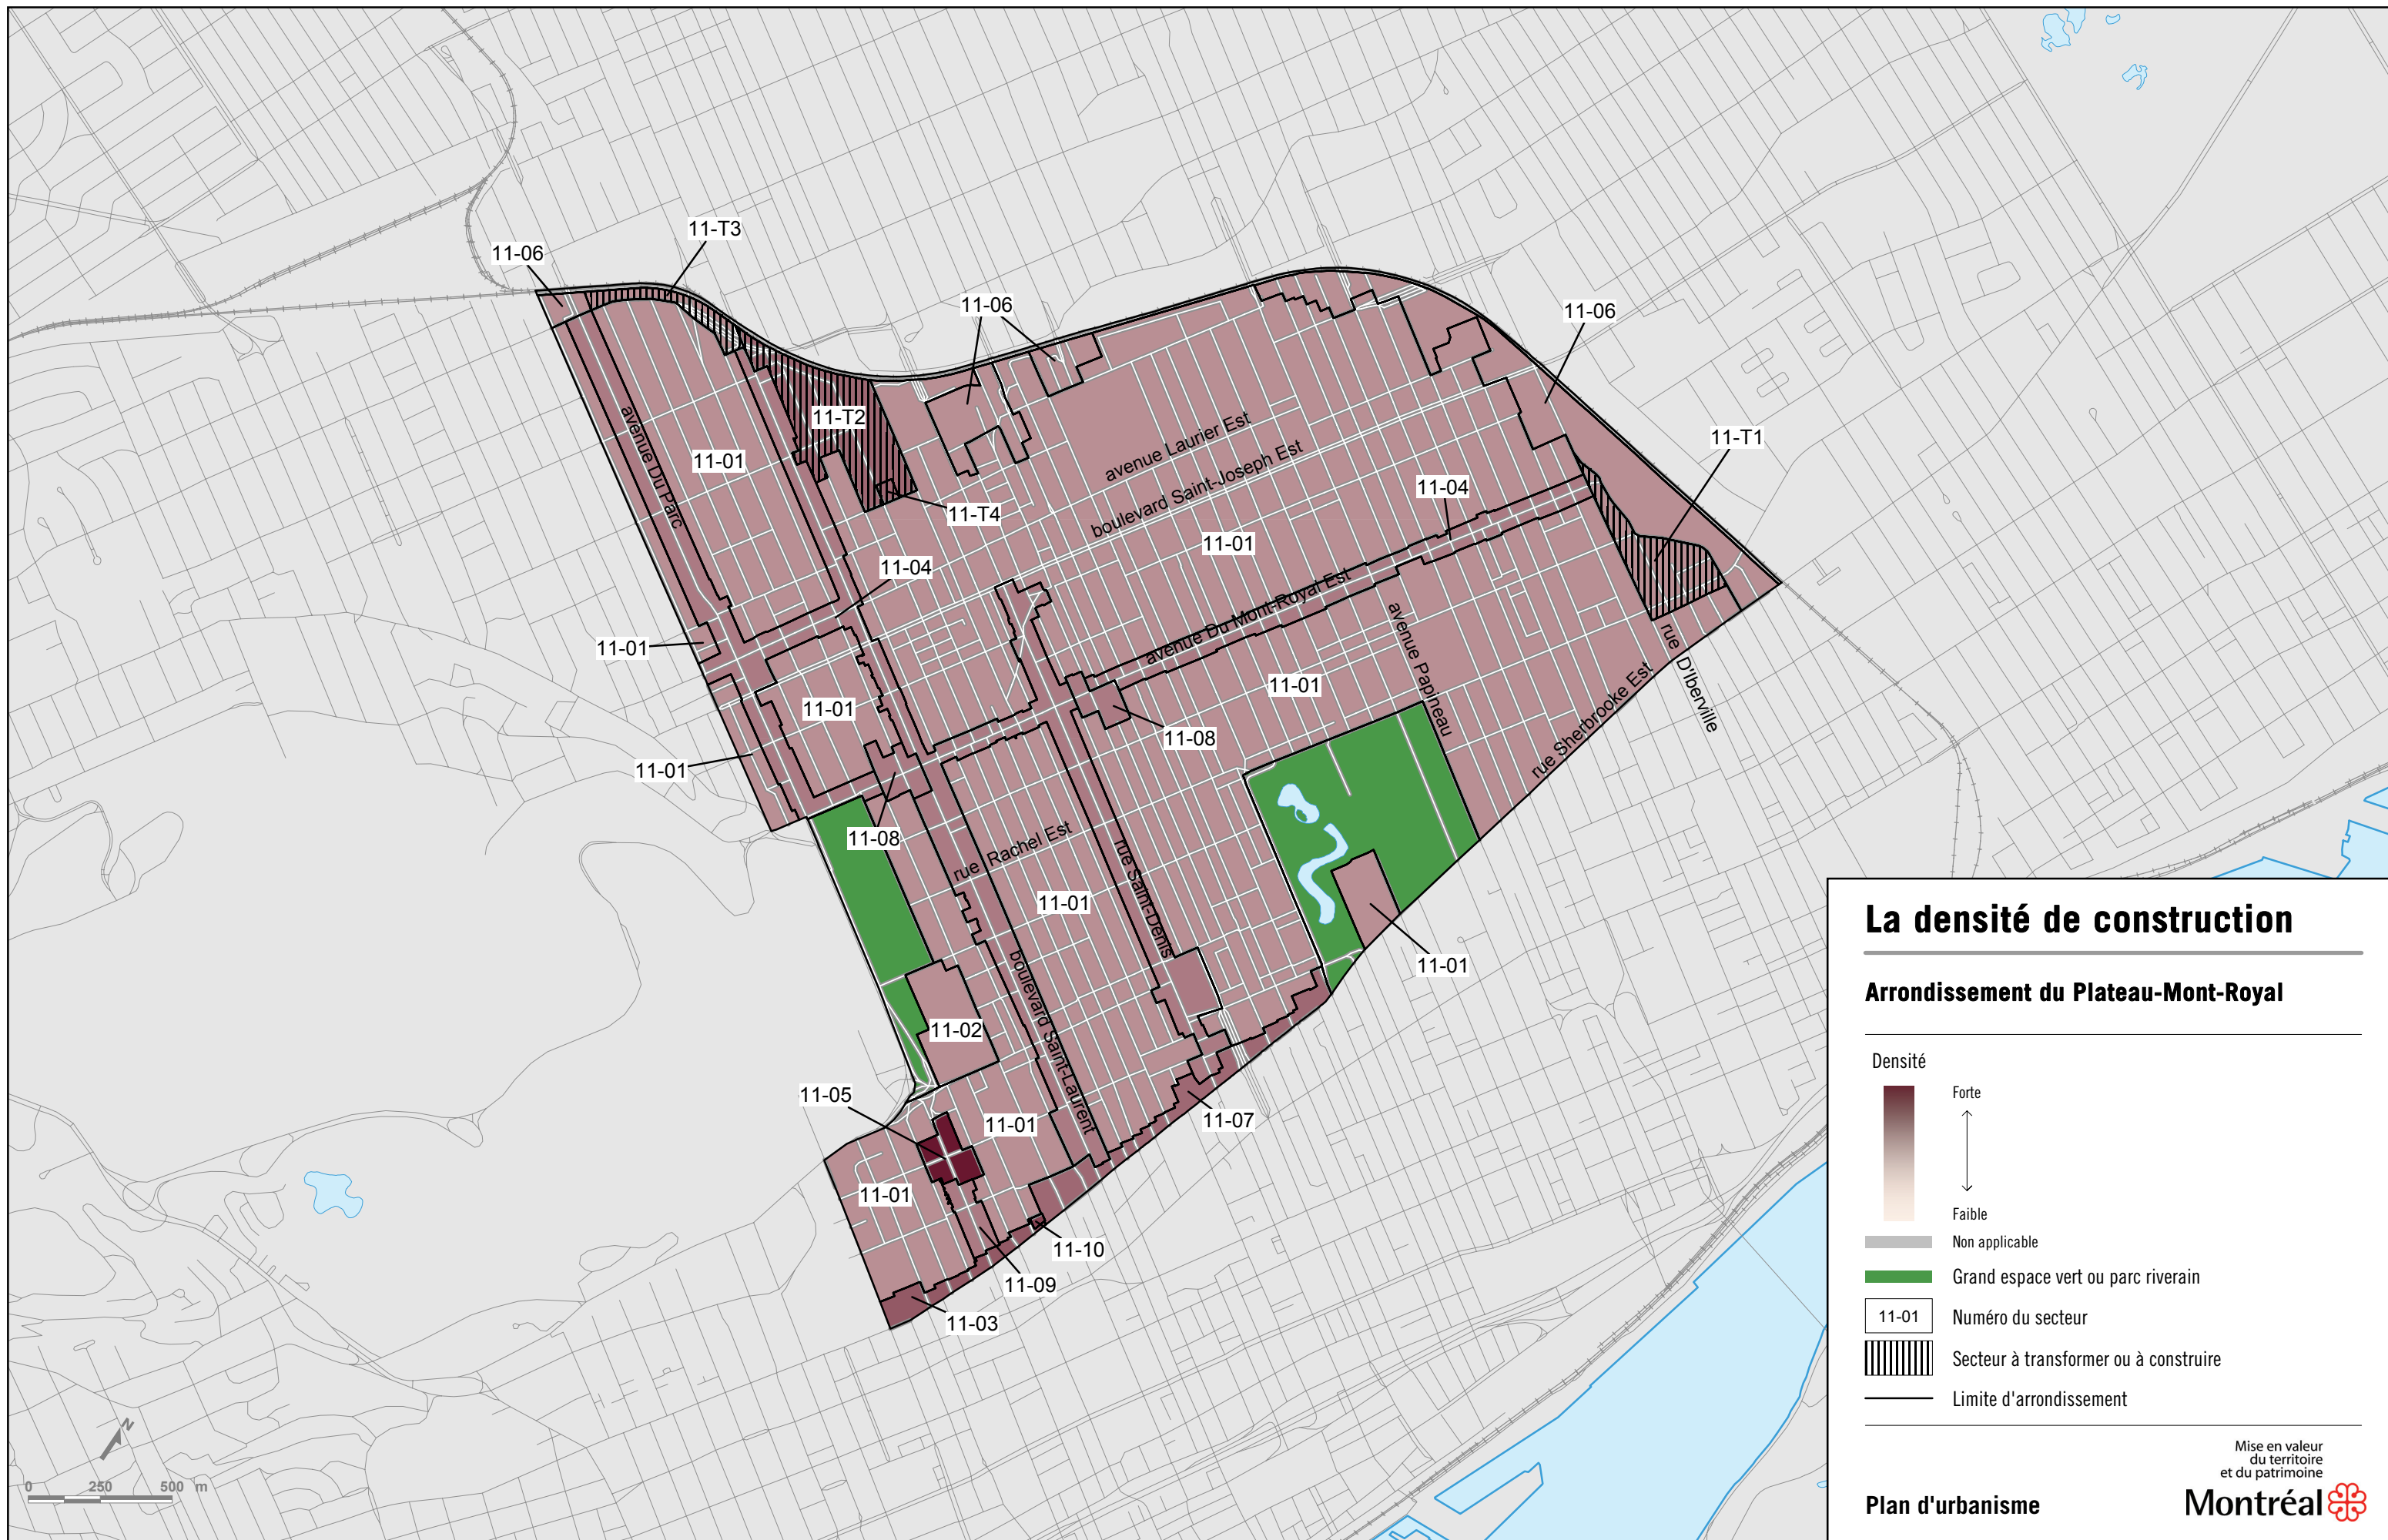 11-T3
11-06
11-06
11-06
11-T2
11-T1
11-01
avenue Du Parc
avenue Laurier Est
boulevard Saint-Joseph Est
11-04
11-T4
11-01
11-04
avenue Du Mont-Royal Est
avenue Papineau
11-01
rue D'Iberville
11-01
11-01
rue Sherbrooke Est
11-08
11-01
11-08
rue Rachel Est
rue Saint-Denis
11-01
11-01
boulevard Saint-Laurent
11-02
11-05
11-01
11-07
11-01
11-10
11-09
11-03
N
0 250 500 m
La densité de construction
Arrondissement du Plateau-Mont-Royal
Densité
Forte
Faible
Non applicable
Grand espace vert ou parc riverain
11-01 Numéro du secteur
Secteur à transformer ou à construire
Limite d'arrondissement
Mise en valeur
du territoire
et du patrimoine
Plan d'urbanisme
Montréal